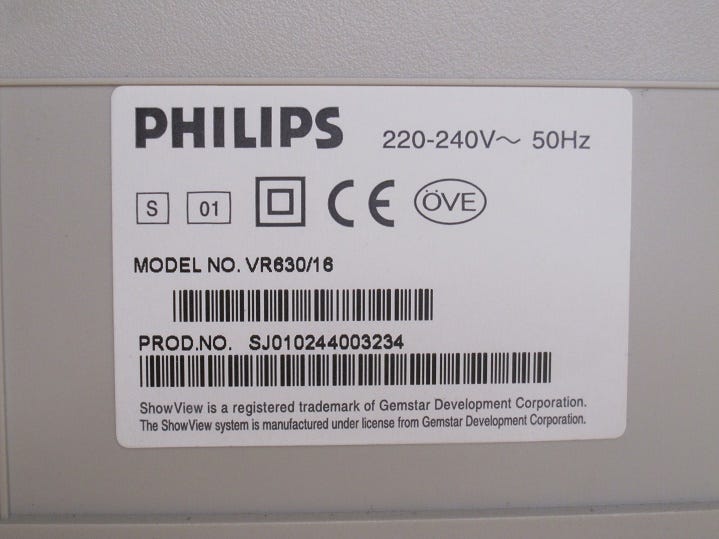 PHILIPS 220-240V～ 50Hz
S 01 CE ÖVE
MODEL NO. VR630/16
PROD.NO. SJ010244003234
ShowView is a registered trademark of Gemstar Development Corporation.
The ShowView system is manufactured under license from Gemstar Development Corporation.